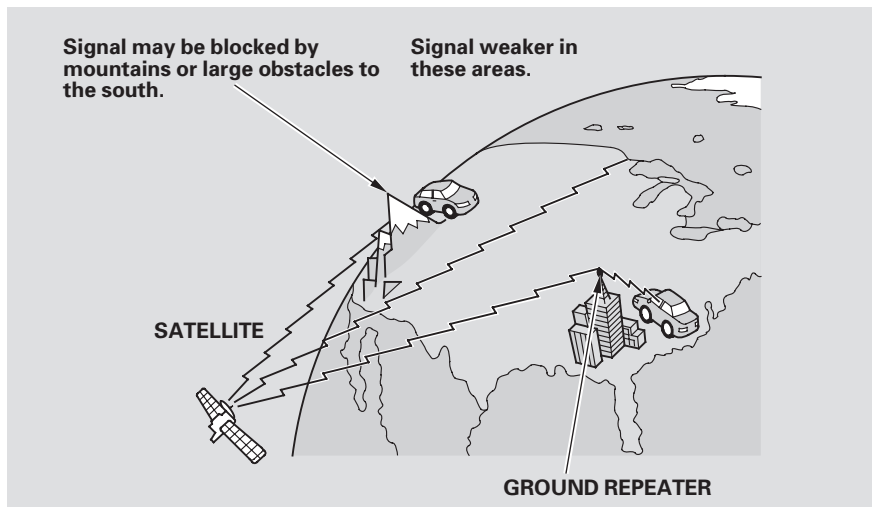 Signal may be blocked by
mountains or large obstacles to
the south.
Signal weaker in
these areas.
SATELLITE
GROUND REPEATER